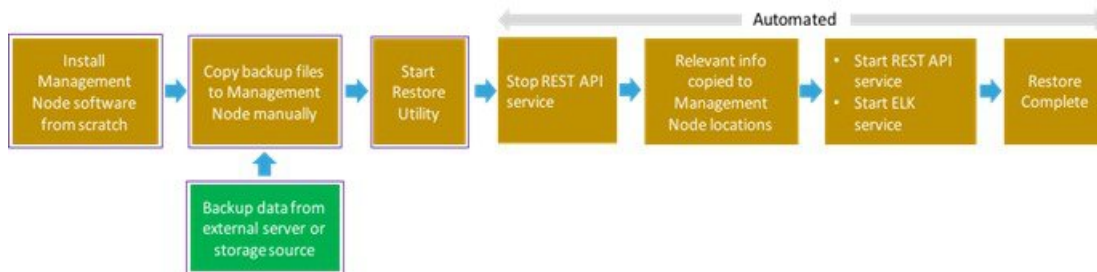 Automated
Install
Management
Node software
from scratch
Copy backup files
to Management
Node manually
Start
Restore
Utility
Stop REST API
service
Relevant info
copied to
Management
Node locations
• Start REST API
service
• Start ELK
service
Restore
Complete
Backup data from
external server or
storage source